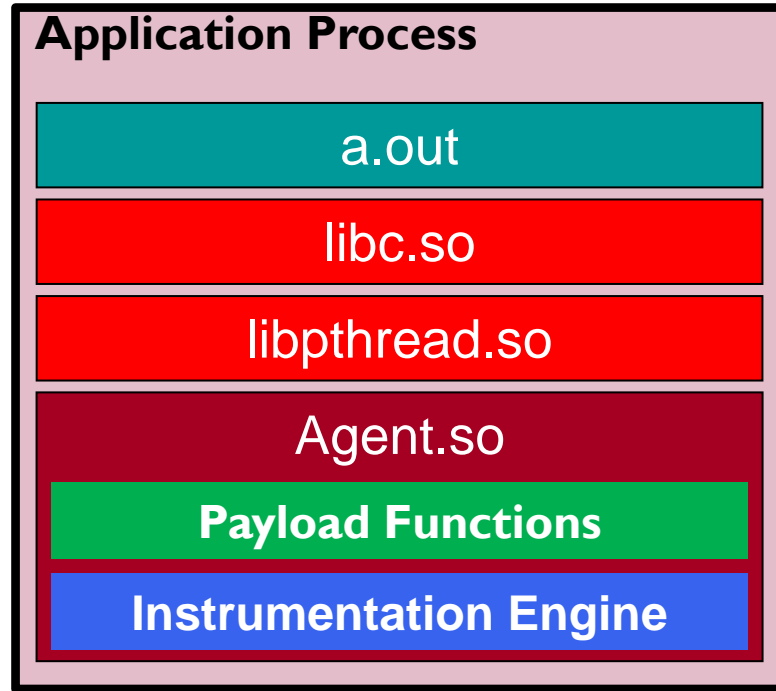 Application Process
a.out
libc.so
libpthread.so
Agent.so
Payload Functions
Instrumentation Engine